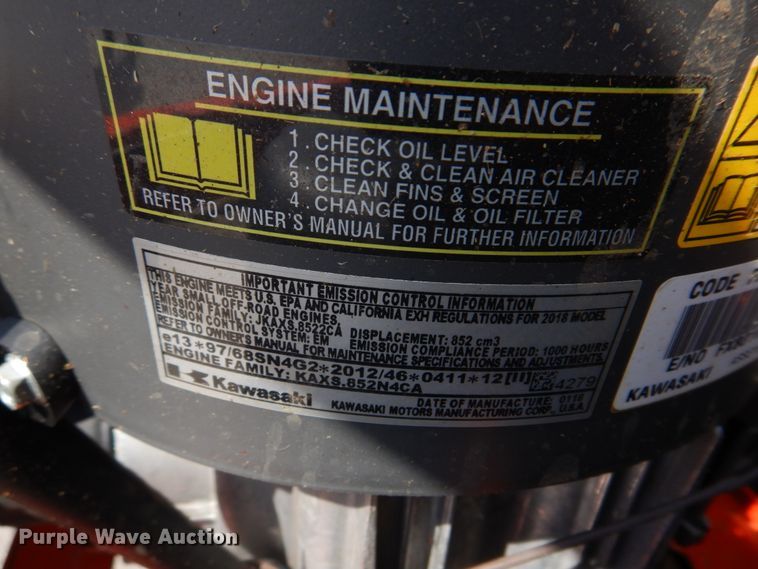 ENGINE MAINTENANCE
1. CHECK OIL LEVEL
2. CHECK & CLEAN AIR CLEANER
3. CLEAN FINS & SCREEN
4. CHANGE OIL & OIL FILTER
REFER TO OWNER'S MANUAL FOR FURTHER INFORMATION
IMPORTANT EMISSION CONTROL INFORMATION
THIS ENGINE MEETS U.S. EPA AND CALIFORNIA EXH REGULATIONS FOR 2018 MODEL
YEAR SMALL OFF ROAD ENGINES.
EMISSION FAMILY: KAXS.8522CA DISPLACEMENT: 852 cm3
EMISSION CONTROL SYSTEM: EM EMISSION COMPLIANCE PERIOD: 1000 HOURS
REFER TO OWNER'S MANUAL FOR MAINTENANCE SPECIFICATIONS AND ADJUSTMENTS.
e13*97/68SN4G2*2012/46*0411*12[II]
ENGINE FAMILY: KAXS.852N4CA
Kawasaki DATE OF MANUFACTURE: 0118
KAWASAKI MOTORS MANUFACTURING CORP., U.S.A.
CODE
E/NO
KAWASAKI
Purple Wave Auction